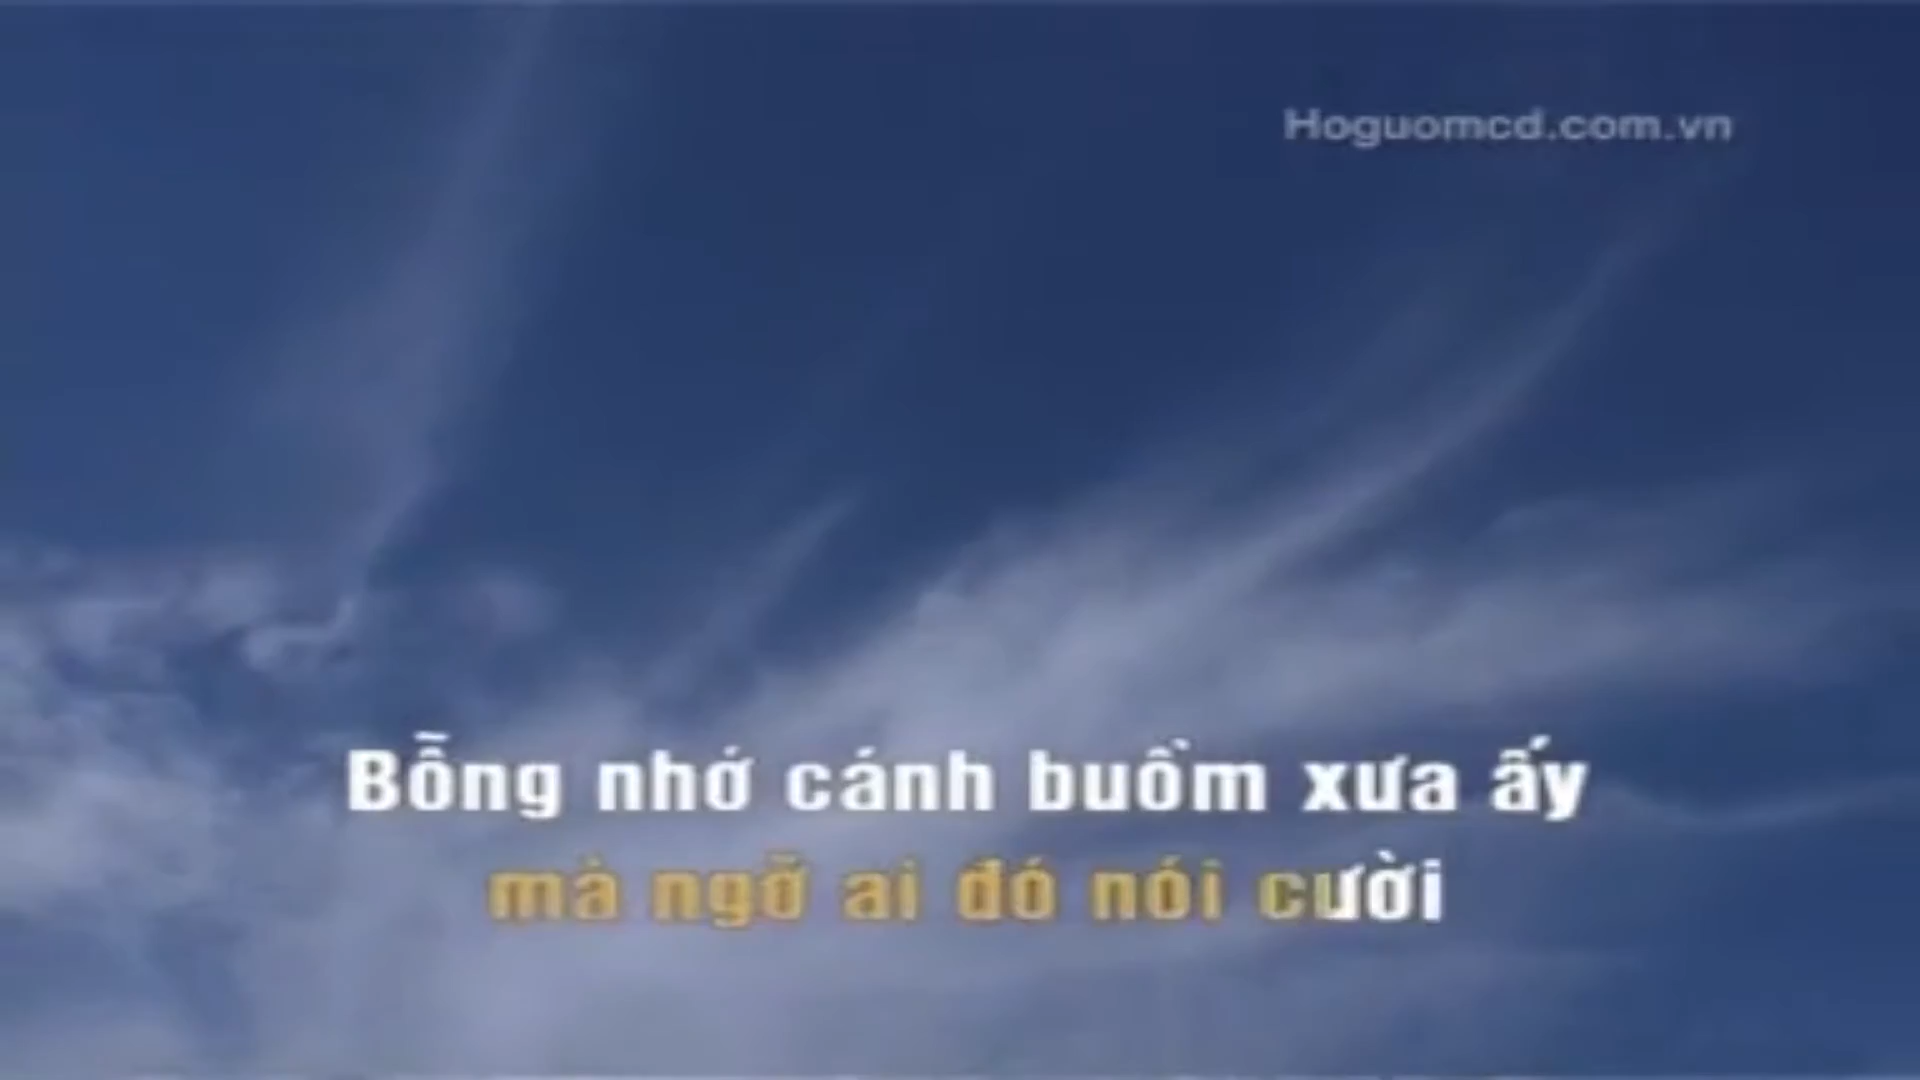 Hoguomcd.com.vn
Bỗng nhớ cánh buồm xưa ấy
mà ngỡ ai đó nói cười